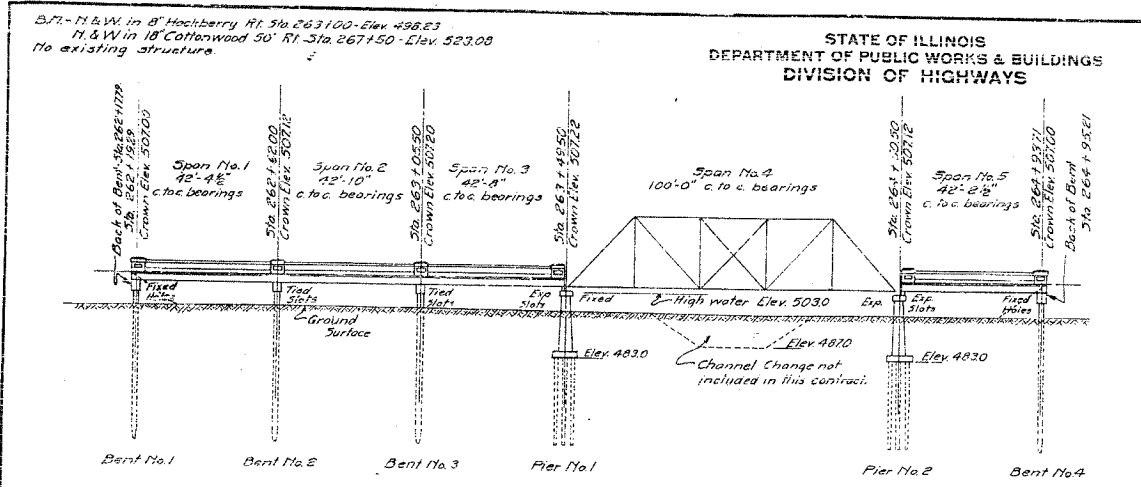 B.M.- N.&W. in 8" Hackberry Rt. Sta. 263+00 - Elev. 498.23
N.&W in 18" Cottonwood 50' Rt. Sta. 267+50 - Elev. 523.08
No existing structure.
STATE OF ILLINOIS
DEPARTMENT OF PUBLIC WORKS & BUILDINGS
DIVISION OF HIGHWAYS
Back of Bent Sta. 262+17.79
Sta. 262+19.29
Crown Elev. 507.00
Span No.1
42'-4½"
c.toc. bearings
Sta. 262+62.00
Crown Elev. 507.12
Span No.2
42'-10"
c.toc. bearings
Sta. 263+05.50
Crown Elev. 507.20
Span No.3
42'-8"
c.toc. bearings
Sta. 263+49.50
Crown Elev. 507.22
Span No.4
100'-0" c. to c. bearings
Sta. 264+50.50
Crown Elev. 507.12
Span No.5
42'-2½"
c. to c. bearings
Sta. 264+93.71
Crown Elev. 507.00
Back of Bent
Sta. 264+95.21
Fixed
Holes
Tied
Slots
Tied
Slots
Exp.
Slots
Fixed
High water Elev. 503.0
Exp.
Exp.
Slots
Fixed
Holes
Ground
Surface
Elev. 483.0
Elev. 487.0
Channel Change not
included in this contract.
Elev. 483.0
Bent No.1
Bent No.2
Bent No.3
Pier No.1
Pier No.2
Bent No.4